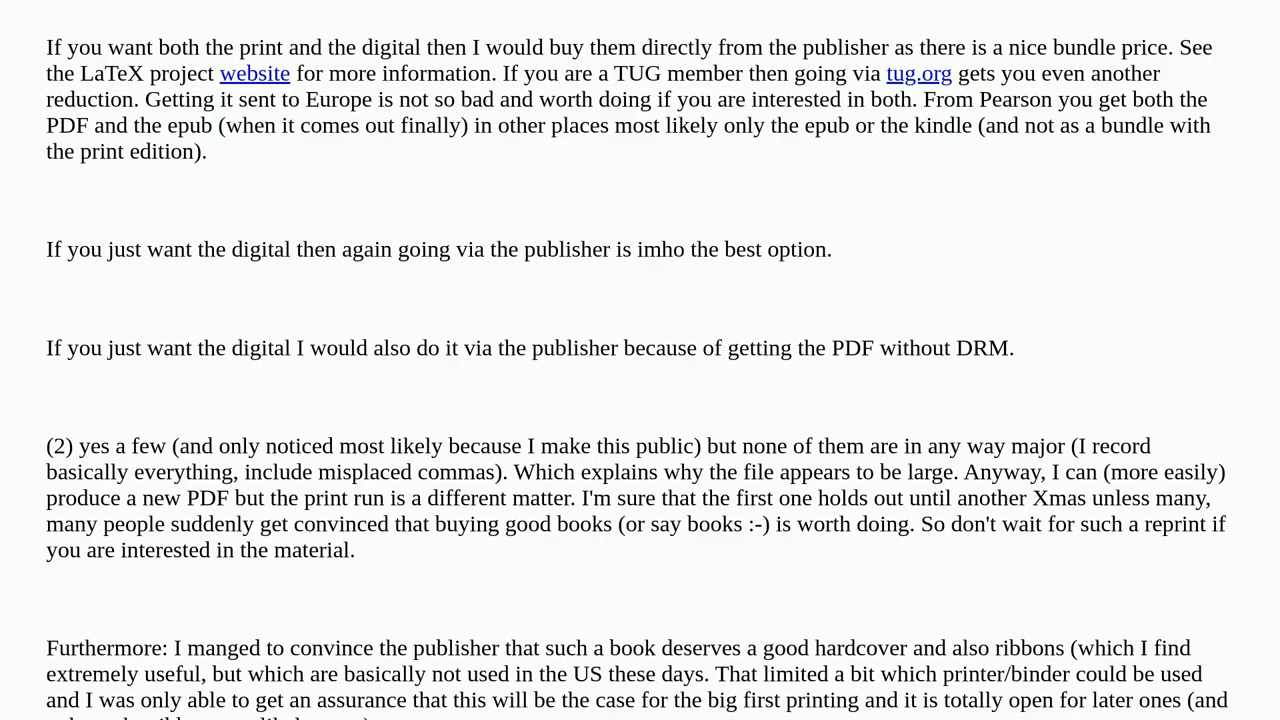 If you want both the print and the digital then I would buy them directly from the publisher as there is a nice bundle price. See
the LaTeX project website for more information. If you are a TUG member then going via tug.org gets you even another
reduction. Getting it sent to Europe is not so bad and worth doing if you are interested in both. From Pearson you get both the
PDF and the epub (when it comes out finally) in other places most likely only the epub or the kindle (and not as a bundle with
the print edition).
If you just want the digital then again going via the publisher is imho the best option.
If you just want the digital I would also do it via the publisher because of getting the PDF without DRM.
(2) yes a few (and only noticed most likely because I make this public) but none of them are in any way major (I record
basically everything, include misplaced commas). Which explains why the file appears to be large. Anyway, I can (more easily)
produce a new PDF but the print run is a different matter. I'm sure that the first one holds out until another Xmas unless many,
many people suddenly get convinced that buying good books (or say books :-) is worth doing. So don't wait for such a reprint if
you are interested in the material.
Furthermore: I manged to convince the publisher that such a book deserves a good hardcover and also ribbons (which I find
extremely useful, but which are basically not used in the US these days. That limited a bit which printer/binder could be used
and I was only able to get an assurance that this will be the case for the big first printing and it is totally open for later ones (and